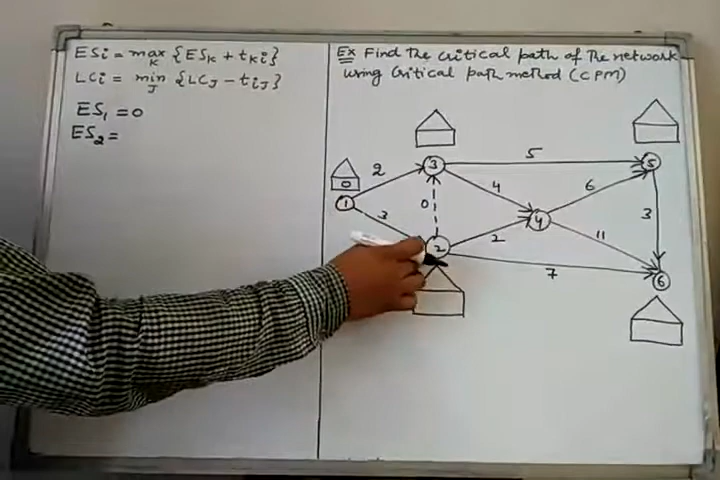 ESi = max {ESK + tKi}
K
LCi = min {LCJ - tiJ}
J
ES1 = 0
ES2 =
Ex Find the critical path of the network
using Critical path method (CPM)
0
1
2
3
3
2
0
5
4
2
7
4
6
11
5
3
6